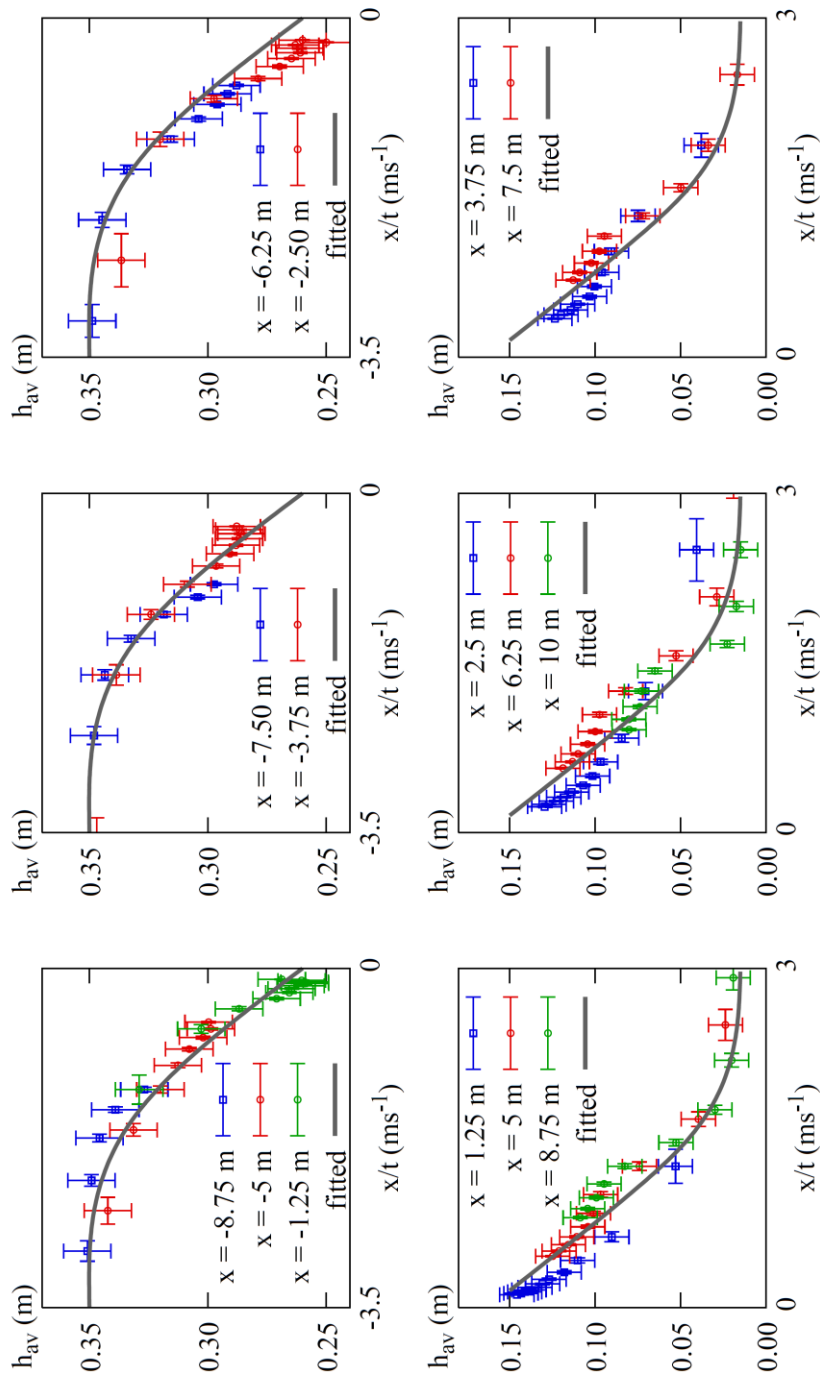 h_av (m)
0.35
0.30
0.25
x = -8.75 m
x = -5 m
x = -1.25 m
fitted
-3.5 0
x/t (ms⁻¹)
h_av (m)
0.35
0.30
0.25
x = -7.50 m
x = -3.75 m
fitted
-3.5 0
x/t (ms⁻¹)
h_av (m)
0.35
0.30
0.25
x = -6.25 m
x = -2.50 m
fitted
-3.5 0
x/t (ms⁻¹)
h_av (m)
0.15
0.10
0.05
0.00
x = 1.25 m
x = 5 m
x = 8.75 m
fitted
0 3
x/t (ms⁻¹)
h_av (m)
0.15
0.10
0.05
0.00
x = 2.5 m
x = 6.25 m
x = 10 m
fitted
0 3
x/t (ms⁻¹)
h_av (m)
0.15
0.10
0.05
0.00
x = 3.75 m
x = 7.5 m
fitted
0 3
x/t (ms⁻¹)